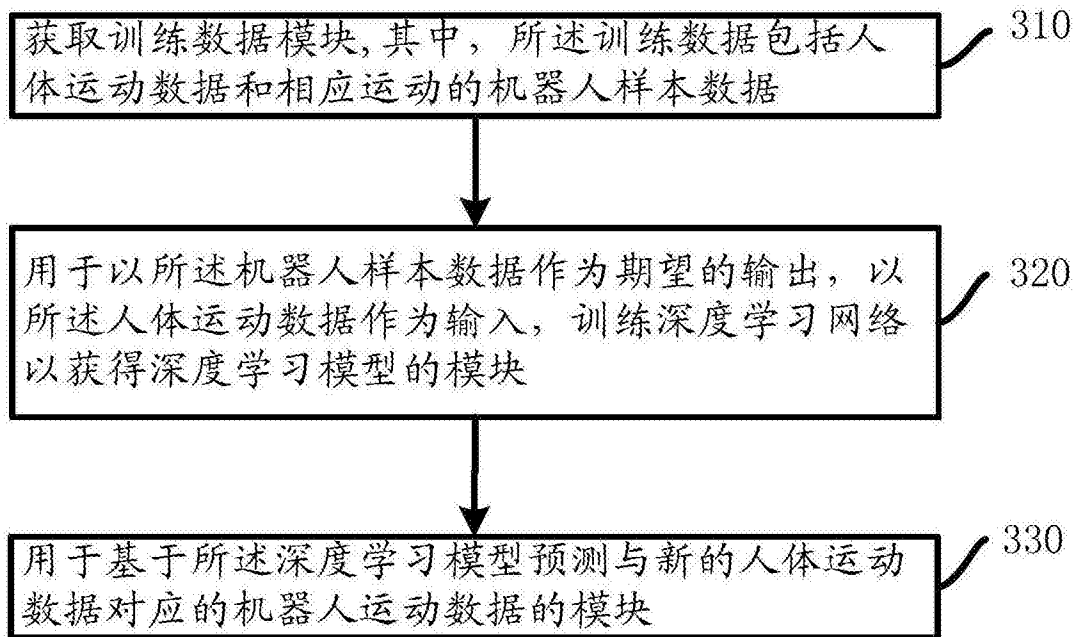 获取训练数据模块,其中，所述训练数据包括人
体运动数据和相应运动的机器人样本数据
310
用于以所述机器人样本数据作为期望的输出，以
所述人体运动数据作为输入，训练深度学习网络
以获得深度学习模型的模块
320
用于基于所述深度学习模型预测与新的人体运动
数据对应的机器人运动数据的模块
330